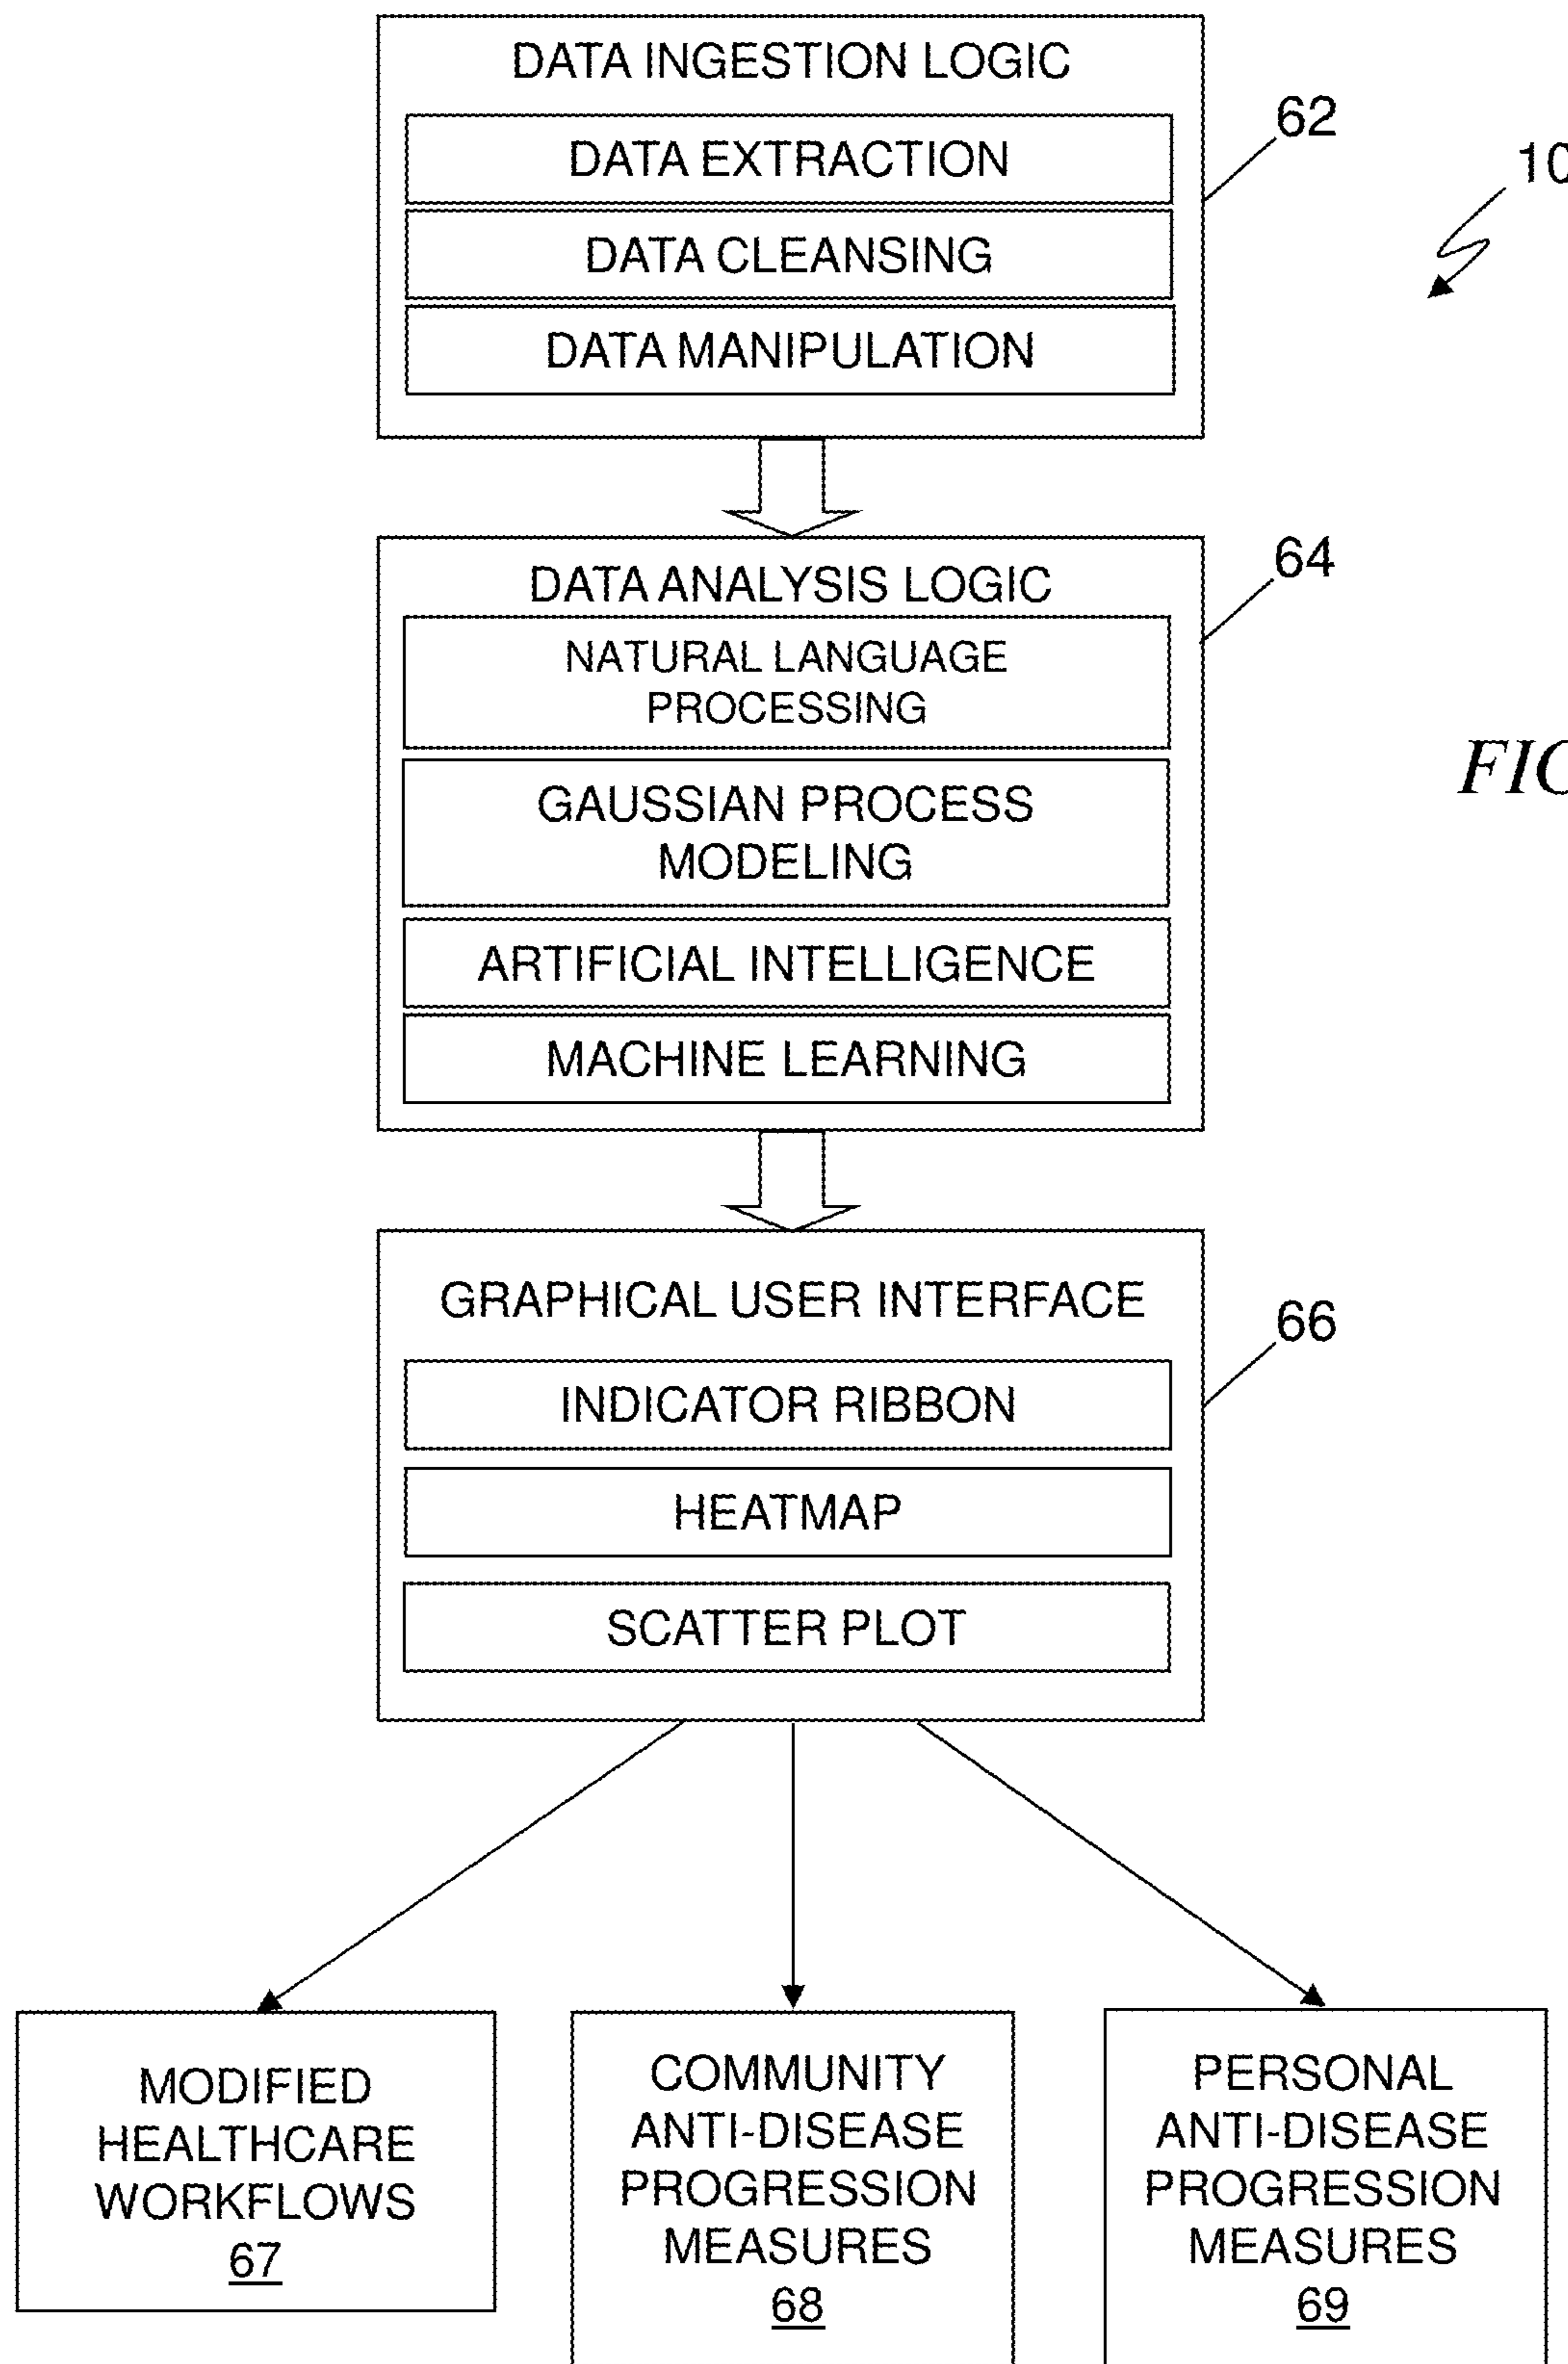 DATA INGESTION LOGIC
DATA EXTRACTION
DATA CLEANSING
DATA MANIPULATION
62
10
DATA ANALYSIS LOGIC
NATURAL LANGUAGE
PROCESSING
GAUSSIAN PROCESS
MODELING
ARTIFICIAL INTELLIGENCE
MACHINE LEARNING
64
GRAPHICAL USER INTERFACE
INDICATOR RIBBON
HEATMAP
SCATTER PLOT
66
MODIFIED
HEALTHCARE
WORKFLOWS
67
COMMUNITY
ANTI-DISEASE
PROGRESSION
MEASURES
68
PERSONAL
ANTI-DISEASE
PROGRESSION
MEASURES
69